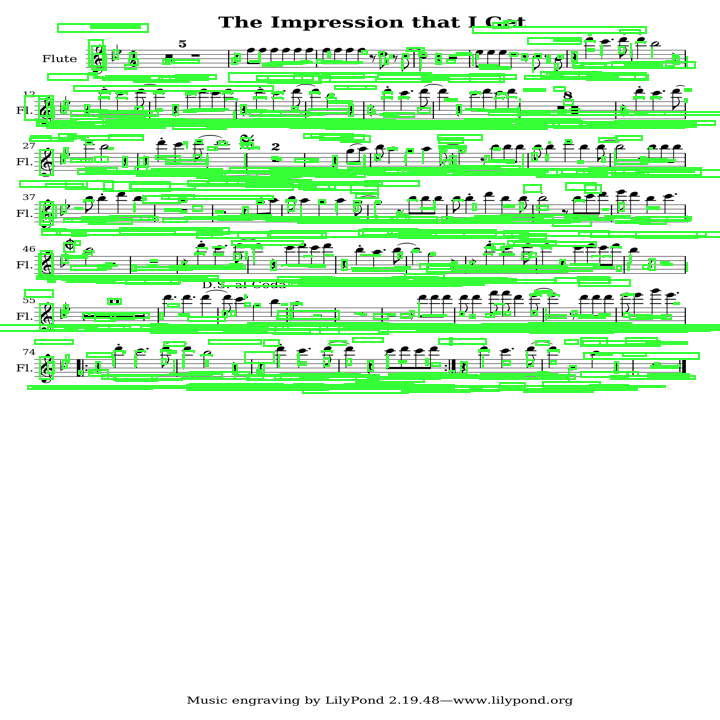 The Impression that I Get
5
Flute
12
8
Fl.
27
2
Fl.
37
Fl.
46
Fl.
D.S. al Coda
55
Fl.
74
Fl.
Music engraving by LilyPond 2.19.48—www.lilypond.org